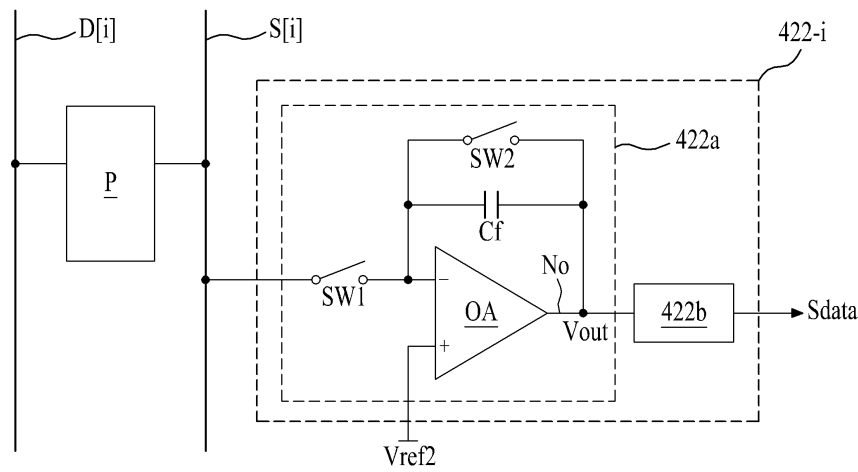 D[i]
S[i]
422-i
422a
SW2
P
Cf
SW1
−
No
OA
422b
Sdata
Vout
+
Vref2